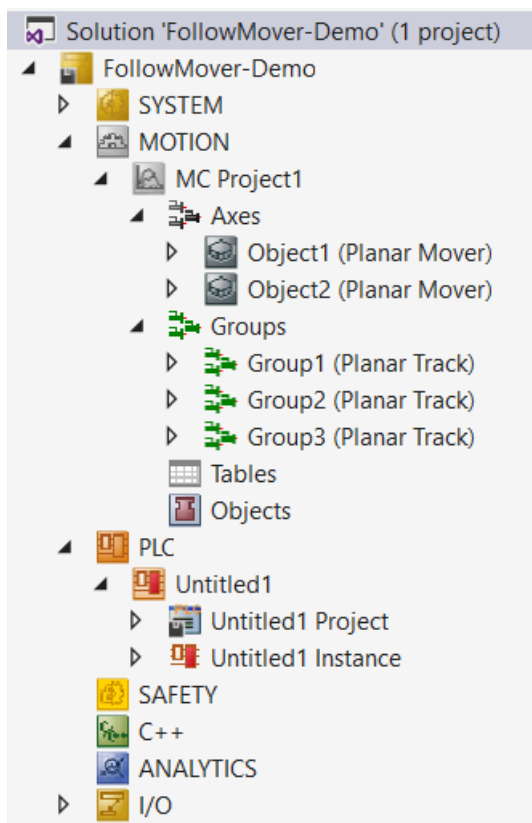 Solution 'FollowMover-Demo' (1 project)
FollowMover-Demo
SYSTEM
MOTION
MC Project1
Axes
Object1 (Planar Mover)
Object2 (Planar Mover)
Groups
Group1 (Planar Track)
Group2 (Planar Track)
Group3 (Planar Track)
Tables
Objects
PLC
Untitled1
Untitled1 Project
Untitled1 Instance
SAFETY
C++
ANALYTICS
I/O